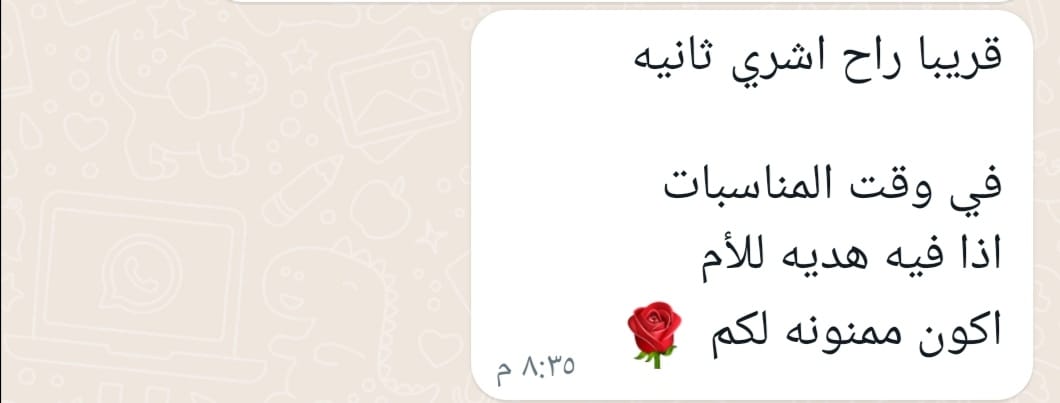 قريبا راح اشري ثانيه
في وقت المناسبات
اذا فيه هديه للأم
اكون ممنونه لكم 🌹
٨:٣٥ م